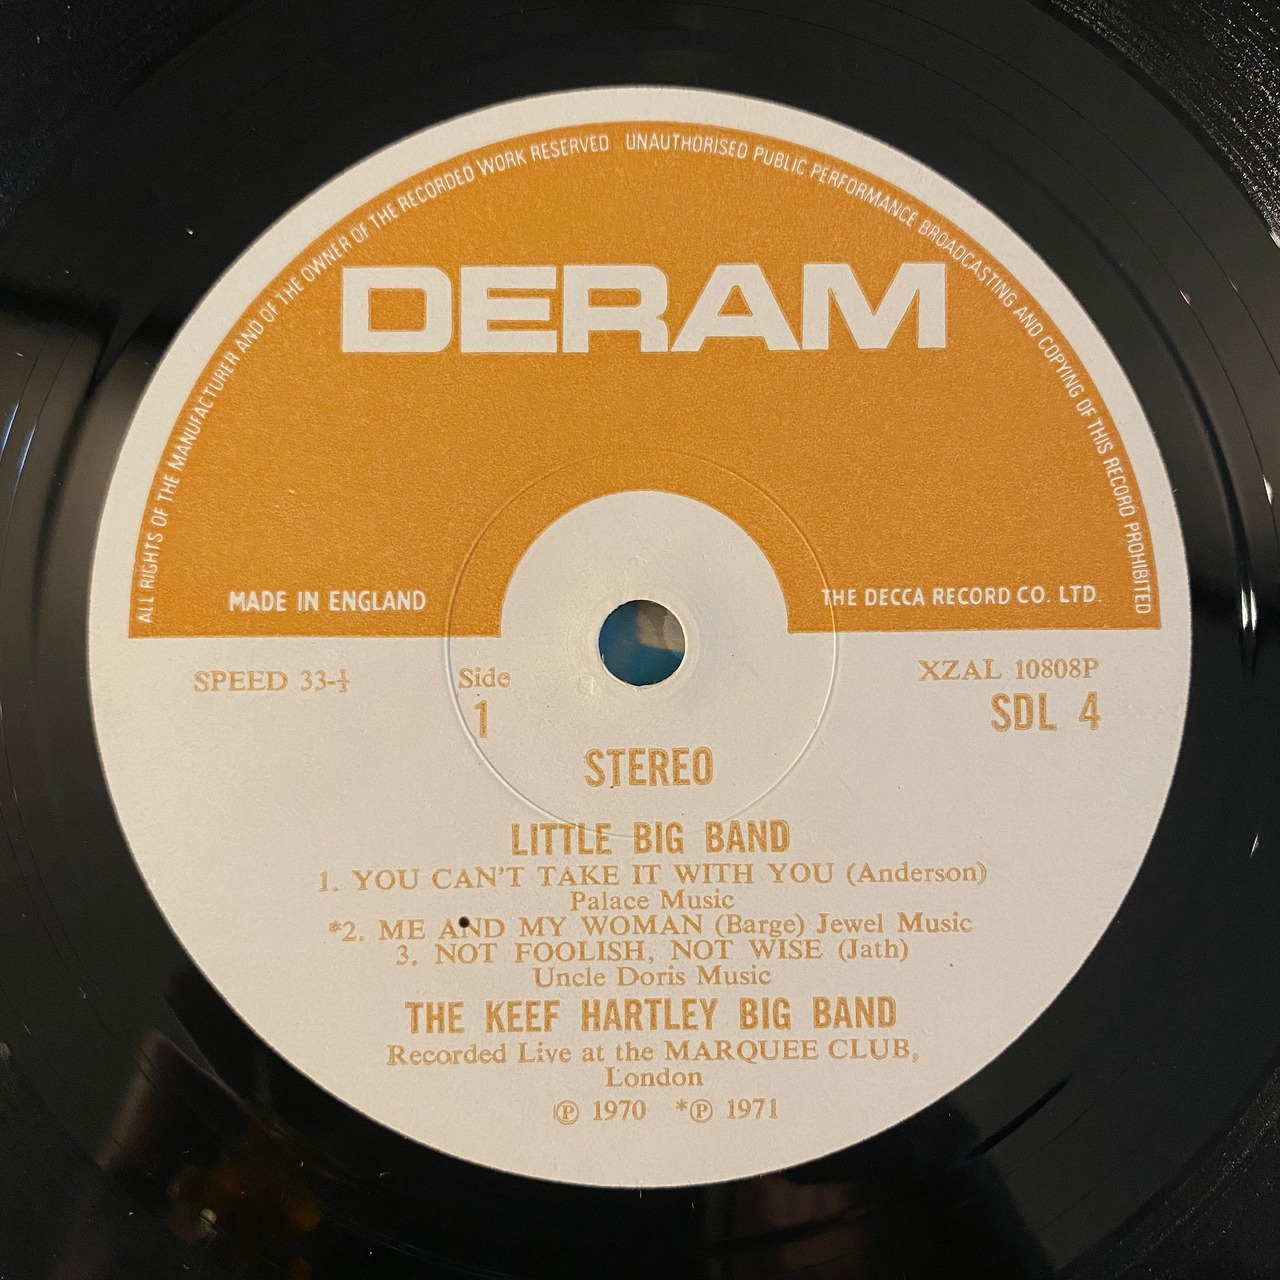 ALL RIGHTS OF THE MANUFACTURER AND OF THE OWNER OF THE RECORDED WORK RESERVED UNAUTHORISED PUBLIC PERFORMANCE BROADCASTING AND COPYING OF THIS RECORD PROHIBITED
DERAM
MADE IN ENGLAND
THE DECCA RECORD CO. LTD.
SPEED 33-⅓
Side
1
XZAL 10808P
SDL 4
STEREO
LITTLE BIG BAND
1. YOU CAN'T TAKE IT WITH YOU (Anderson)
Palace Music
*2. ME AND MY WOMAN (Barge) Jewel Music
3. NOT FOOLISH, NOT WISE (Jath)
Uncle Doris Music
THE KEEF HARTLEY BIG BAND
Recorded Live at the MARQUEE CLUB,
London
℗ 1970 *℗ 1971